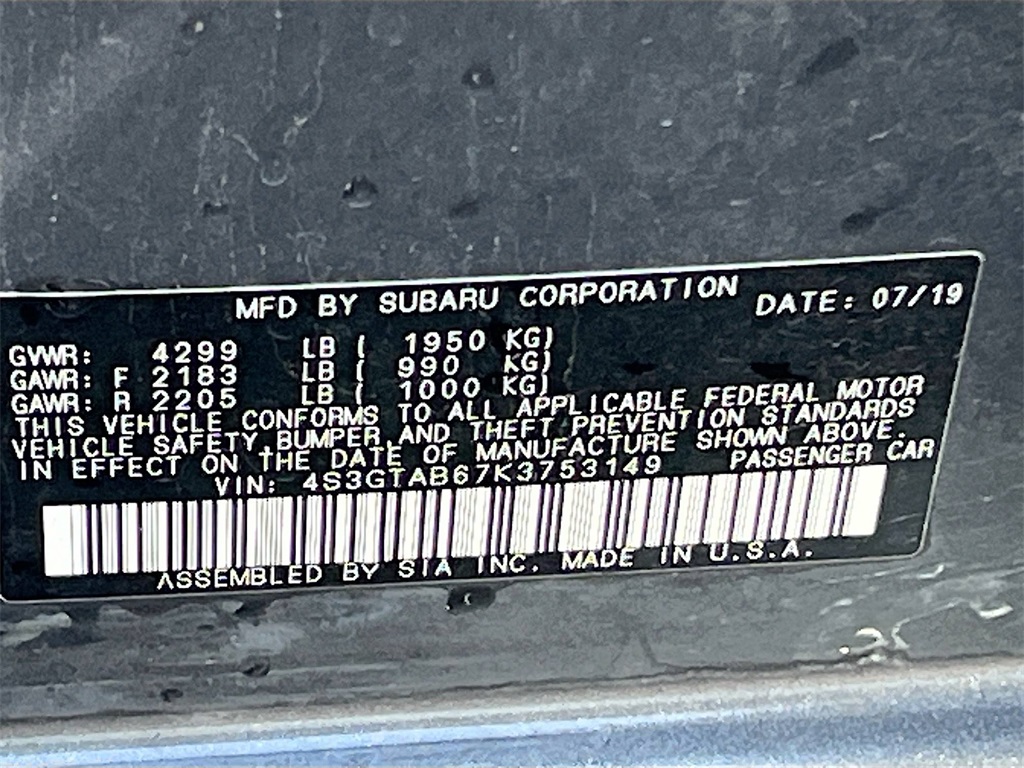 MFD BY SUBARU CORPORATION DATE: 07/19
GVWR: 4299 LB ( 1950 KG)
GAWR: F 2183 LB ( 990 KG)
GAWR: R 2205 LB ( 1000 KG)
THIS VEHICLE CONFORMS TO ALL APPLICABLE FEDERAL MOTOR
VEHICLE SAFETY, BUMPER, AND THEFT PREVENTION STANDARDS
IN EFFECT ON THE DATE OF MANUFACTURE SHOWN ABOVE.
VIN: 4S3GTAB67K3753149 PASSENGER CAR
ASSEMBLED BY SIA INC. MADE IN U.S.A.